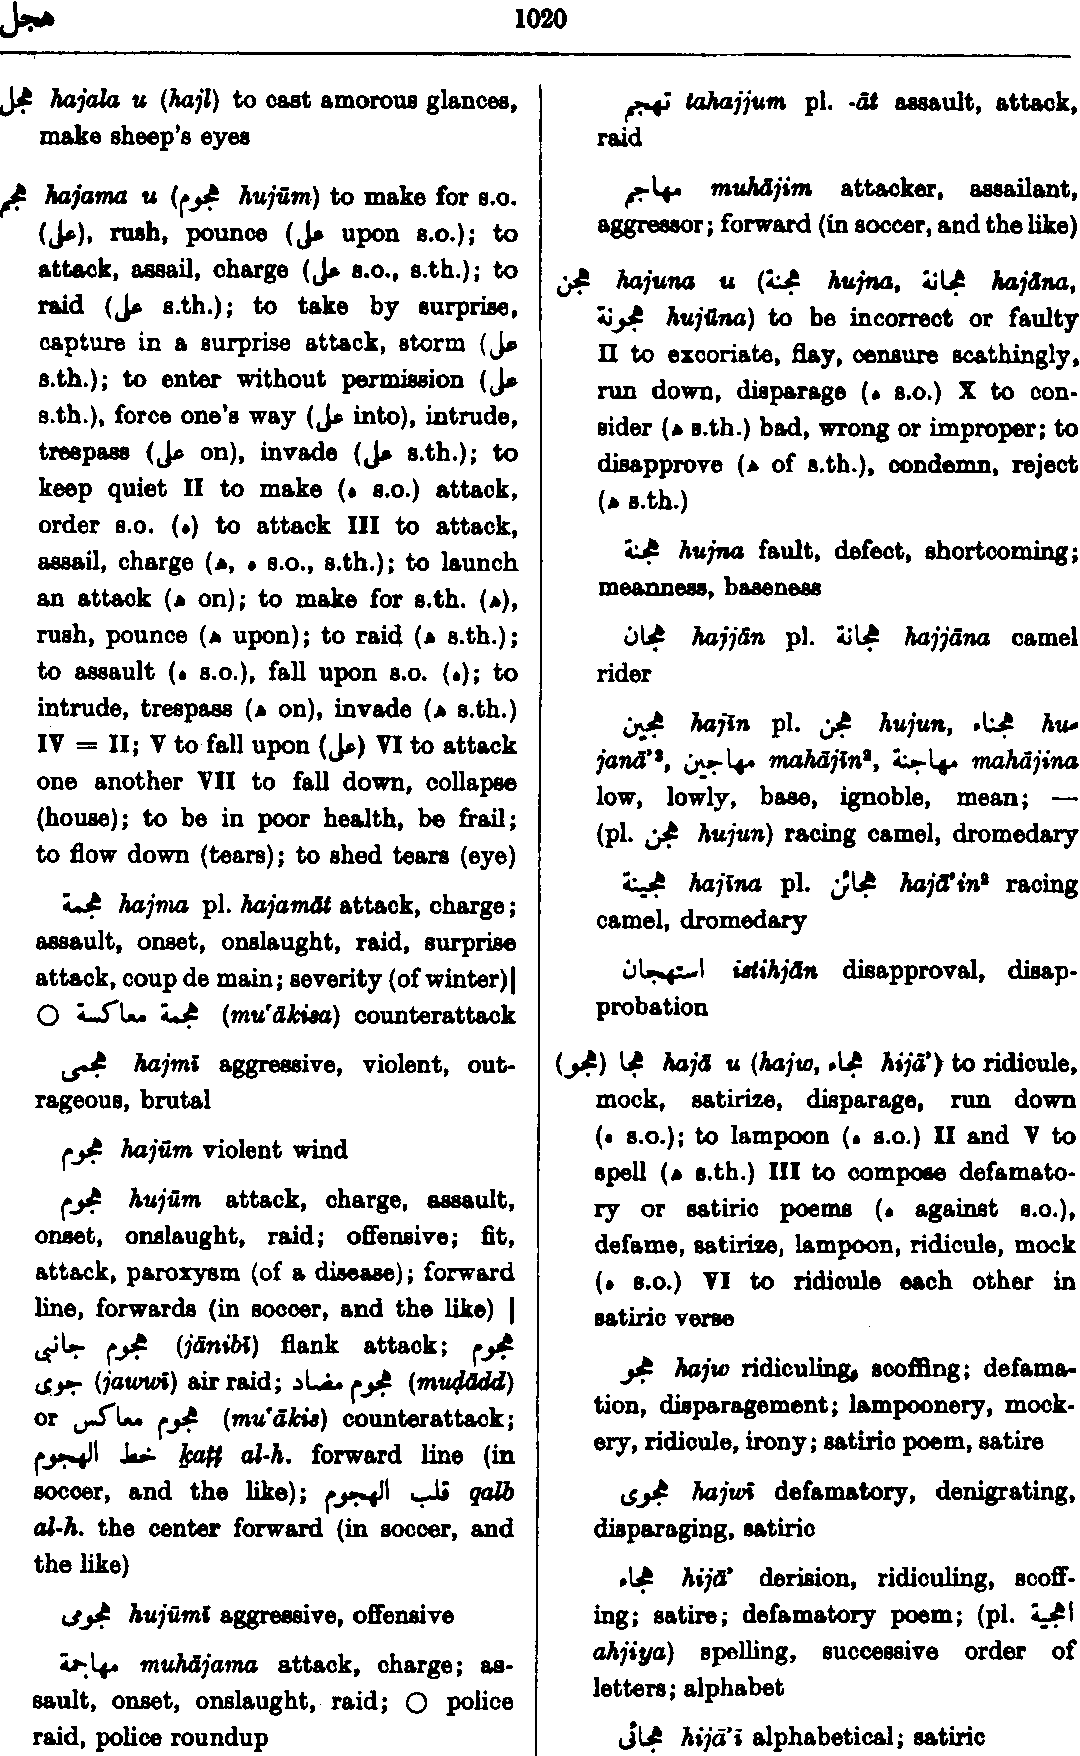 هجل
1020
هجل hajala u (hajl) to cast amorous glances,
make sheep's eyes
هجم hajama u (هجوم hujūm) to make for s.o.
(على), rush, pounce (على upon s.o.); to
attack, assail, charge (على s.o., s.th.); to
raid (على s.th.); to take by surprise,
capture in a surprise attack, storm (على
s.th.); to enter without permission (على
s.th.), force one's way (على into), intrude,
trespass (على on), invade (على s.th.); to
keep quiet II to make (ه s.o.) attack,
order s.o. (ه) to attack III to attack,
assail, charge (ﻫ, ه s.o., s.th.); to launch
an attack (ﻫ on); to make for s.th. (ﻫ),
rush, pounce (ﻫ upon); to raid (ﻫ s.th.);
to assault (ه s.o.), fall upon s.o. (ه); to
intrude, trespass (ﻫ on), invade (ﻫ s.th.)
IV = II; V to fall upon (على) VI to attack
one another VII to fall down, collapse
(house); to be in poor health, be frail;
to flow down (tears); to shed tears (eye)
هجمة hajma pl. hajamāt attack, charge;
assault, onset, onslaught, raid, surprise
attack, coup de main; severity (of winter)|
○ هجمة معاكسة (mu‘ākisa) counterattack
هجمى hajmī aggressive, violent, out-
rageous, brutal
هجوم hajūm violent wind
هجوم hujūm attack, charge, assault,
onset, onslaught, raid; offensive; fit,
attack, paroxysm (of a disease); forward
line, forwards (in soccer, and the like) |
هجوم جانبى (jānibī) flank attack; هجوم
جوى (jawwī) air raid; هجوم مضاد (muḍādd)
or هجوم معاكس (mu‘ākis) counterattack;
خط الهجوم ḵaṭṭ al-h. forward line (in
soccer, and the like); قلب الهجوم qalb
al-h. the center forward (in soccer, and
the like)
هجومى hujūmī aggressive, offensive
مهاجمة muhājama attack, charge; as-
sault, onset, onslaught, raid; ○ police
raid, police roundup
تهجم tahajjum pl. -āt assault, attack,
raid
مهاجم muhājim attacker, assailant,
aggressor; forward (in soccer, and the like)
هجن hajuna u (هجنة hujna, هجانة hajāna,
هجونة hujūna) to be incorrect or faulty
II to excoriate, flay, censure scathingly,
run down, disparage (ه s.o.) X to con-
sider (ﻫ s.th.) bad, wrong or improper; to
disapprove (ﻫ of s.th.), condemn, reject
(ﻫ s.th.)
هجنة hujna fault, defect, shortcoming;
meanness, baseness
هجان hajjān pl. هجانة hajjāna camel
rider
هجين hajīn pl. هجن hujun, هجناء hu-
janā’², مهاجين mahājīn², مهاجنة mahājina
low, lowly, base, ignoble, mean; —
(pl. هجن hujun) racing camel, dromedary
هجينة hajīna pl. هجائن hajā’in² racing
camel, dromedary
استهجان istihjān disapproval, disap-
probation
(هجو) هجا hajā u (hajw, هجاء hijā’) to ridicule,
mock, satirize, disparage, run down
(ه s.o.); to lampoon (ه s.o.) II and V to
spell (ﻫ s.th.) III to compose defamato-
ry or satiric poems (ه against s.o.),
defame, satirize, lampoon, ridicule, mock
(ه s.o.) VI to ridicule each other in
satiric verse
هجو hajw ridiculing, scoffing; defama-
tion, disparagement; lampoonery, mock-
ery, ridicule, irony; satiric poem, satire
هجوى hajwī defamatory, denigrating,
disparaging, satiric
هجاء hijā’ derision, ridiculing, scoff-
ing; satire; defamatory poem; (pl. اهجية
ahjiya) spelling, successive order of
letters; alphabet
هجائى hijā’ī alphabetical; satiric